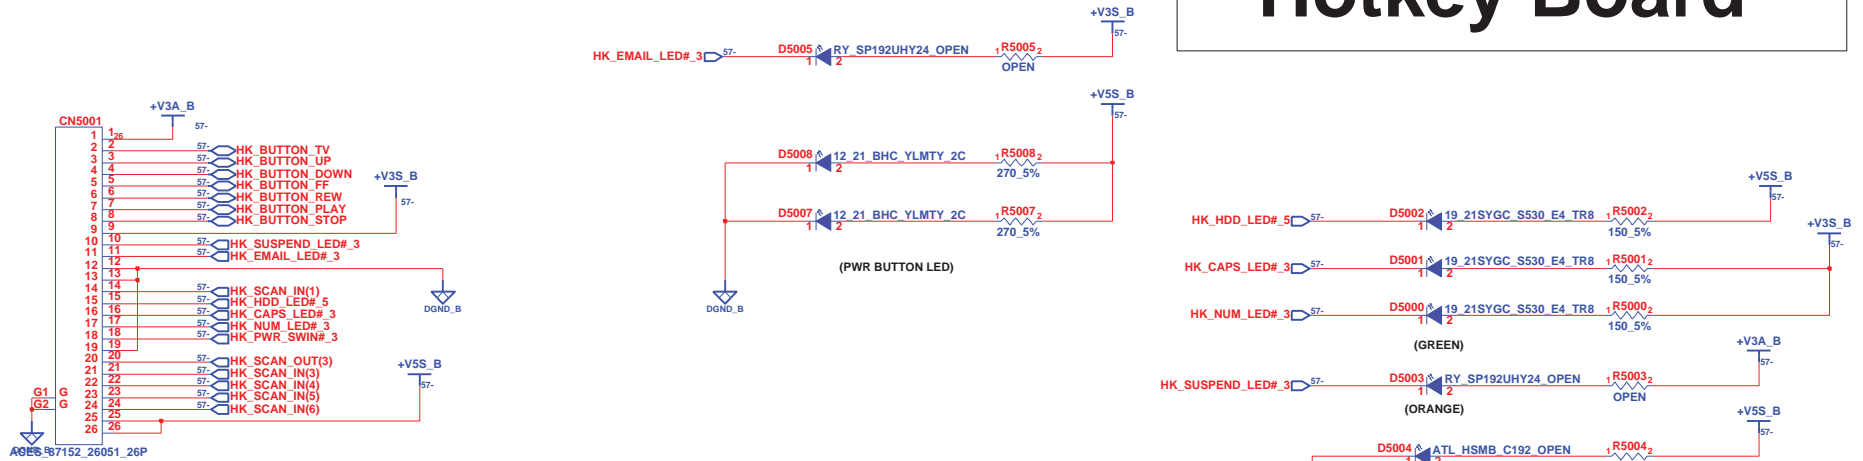 Hotkey Board
+V3S_B
57-
HK_EMAIL_LED#_3
57-
D5005
RY_SP192UHY24_OPEN
1
2
1
R5005
2
OPEN
+V5S_B
57-
D5008
12_21_BHC_YLMTY_2C
1
2
1
R5008
2
270_5%
D5007
12_21_BHC_YLMTY_2C
1
2
1
R5007
2
270_5%
(PWR BUTTON LED)
DGND_B
+V3A_B
57-
CN5001
1
1
26
2
2
57-
HK_BUTTON_TV
3
3
57-
HK_BUTTON_UP
4
4
57-
HK_BUTTON_DOWN
5
5
57-
HK_BUTTON_FF
6
6
57-
HK_BUTTON_REW
7
7
57-
HK_BUTTON_PLAY
8
8
57-
HK_BUTTON_STOP
9
9
+V3S_B
57-
10
10
57-
HK_SUSPEND_LED#_3
11
11
57-
HK_EMAIL_LED#_3
12
12
13
13
DGND_B
14
14
57-
HK_SCAN_IN(1)
15
15
57-
HK_HDD_LED#_5
16
16
57-
HK_CAPS_LED#_3
17
17
57-
HK_NUM_LED#_3
18
18
57-
HK_PWR_SWIN#_3
19
19
20
20
57-
HK_SCAN_OUT(3)
21
21
57-
HK_SCAN_IN(3)
22
22
57-
HK_SCAN_IN(4)
23
23
57-
HK_SCAN_IN(5)
24
24
57-
HK_SCAN_IN(6)
25
25
26
26
+V5S_B
57-
G1
G
G2
G
DGND_B
ACES_87152_26051_26P
+V5S_B
57-
HK_HDD_LED#_5
57-
D5002
19_21SYGC_S530_E4_TR8
1
2
1
R5002
2
150_5%
+V3S_B
57-
HK_CAPS_LED#_3
57-
D5001
19_21SYGC_S530_E4_TR8
1
2
1
R5001
2
150_5%
HK_NUM_LED#_3
57-
D5000
19_21SYGC_S530_E4_TR8
1
2
1
R5000
2
150_5%
(GREEN)
+V3A_B
57-
HK_SUSPEND_LED#_3
57-
D5003
RY_SP192UHY24_OPEN
1
2
1
R5003
2
OPEN
(ORANGE)
+V5S_B
57-
D5004
ATL_HSMB_C192_OPEN
1
2
1
R5004
2